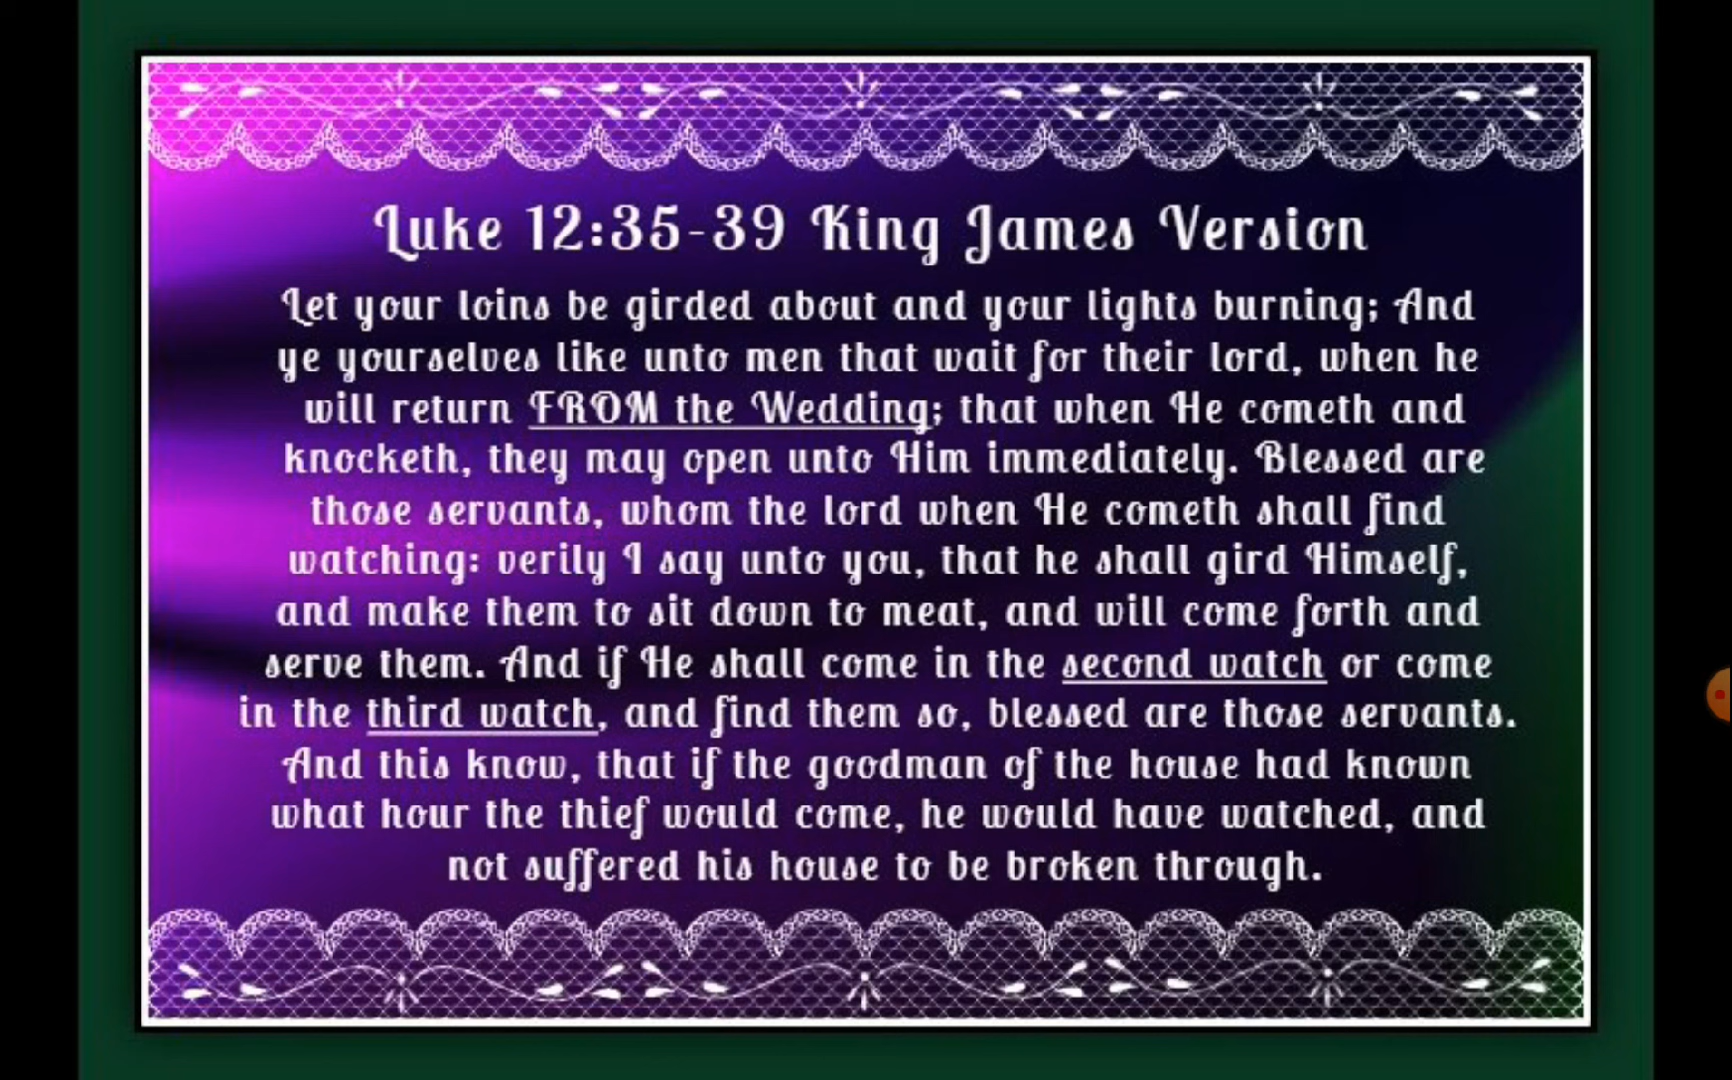 Luke 12:35-39 King James Version
Let your loins be girded about and your lights burning; And
ye yourselves like unto men that wait for their lord, when he
will return FROM the Wedding; that when He cometh and
knocketh, they may open unto Him immediately. Blessed are
those servants, whom the lord when He cometh shall find
watching: verily I say unto you, that he shall gird Himself,
and make them to sit down to meat, and will come forth and
serve them. And if He shall come in the second watch or come
in the third watch, and find them so, blessed are those servants.
And this know, that if the goodman of the house had known
what hour the thief would come, he would have watched, and
not suffered his house to be broken through.